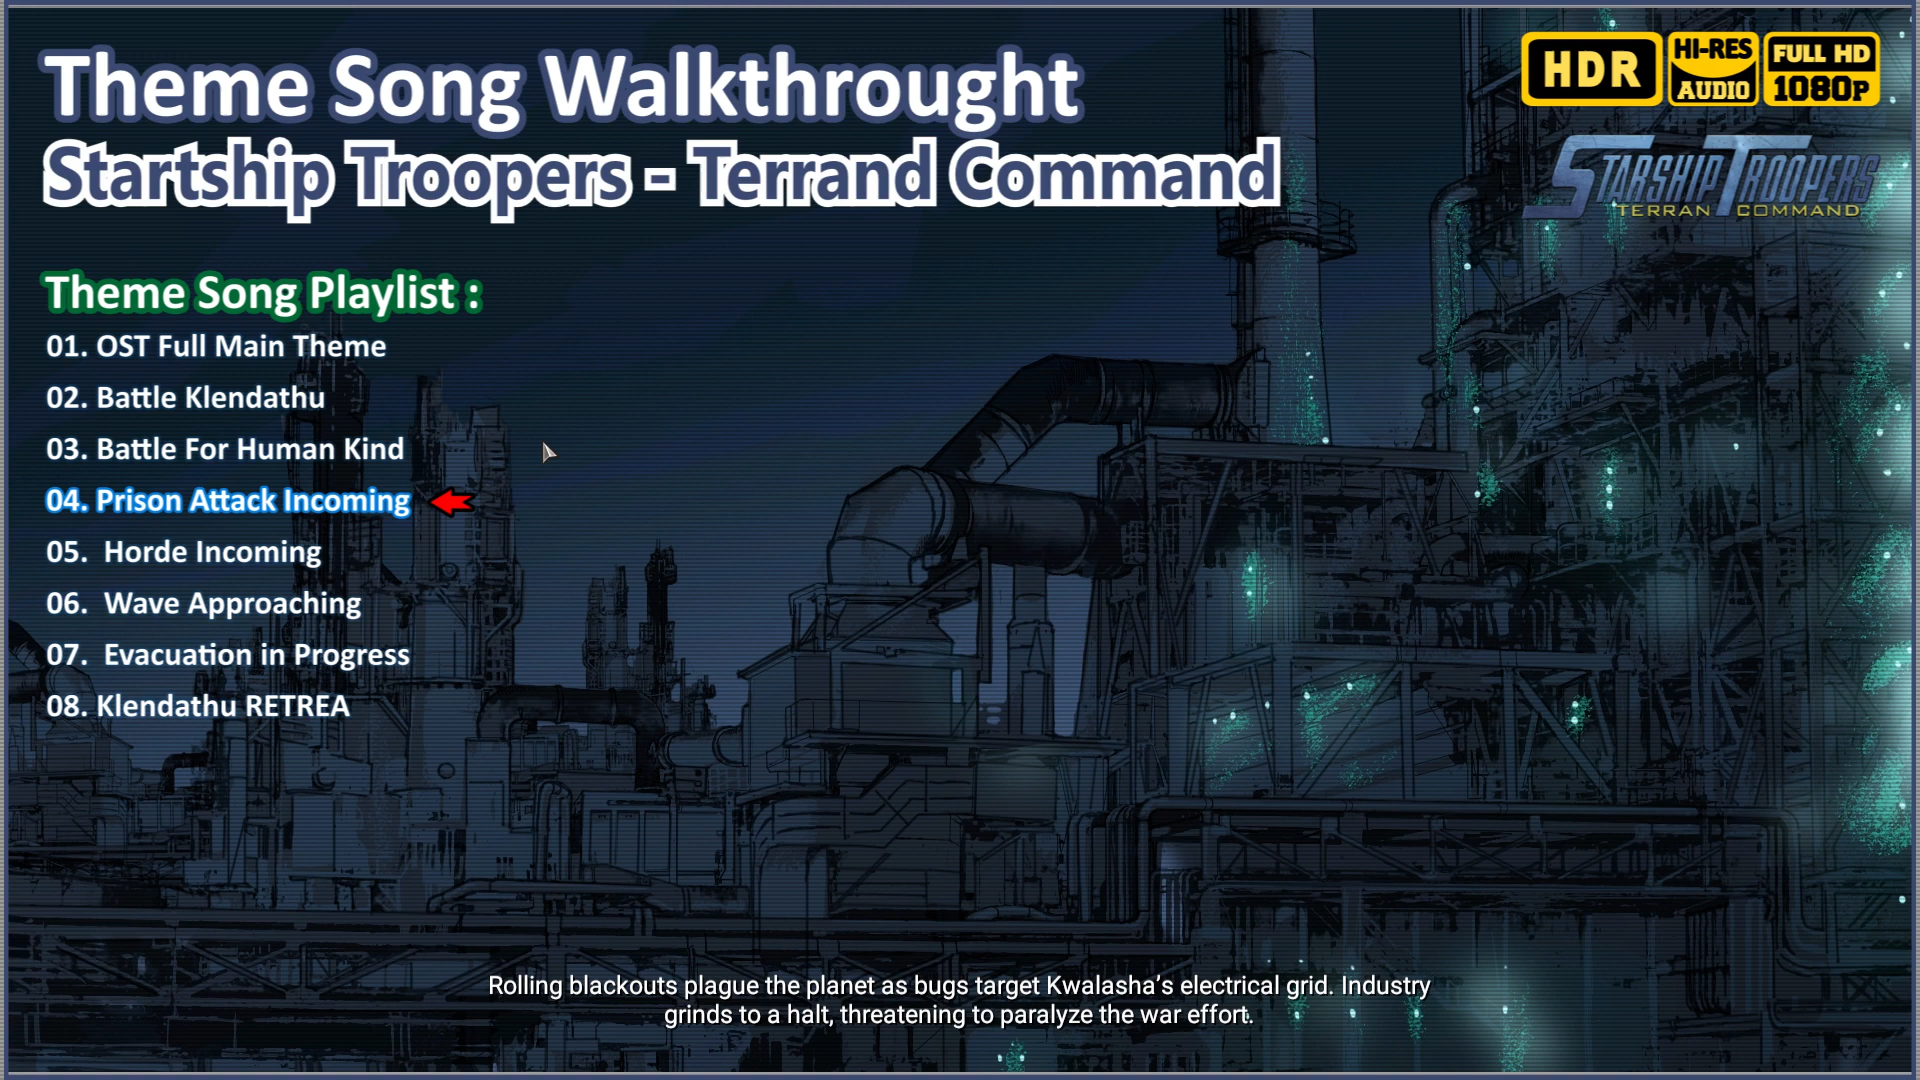 Theme Song Walkthrought
Startship Troopers - Terrand Command
HDR
HI-RES
AUDIO
FULL HD
1080p
STARSHIP TROOPERS
TERRAN COMMAND
Theme Song Playlist :
01. OST Full Main Theme
02. Battle Klendathu
03. Battle For Human Kind
04. Prison Attack Incoming
05. Horde Incoming
06. Wave Approaching
07. Evacuation in Progress
08. Klendathu RETREA
Rolling blackouts plague the planet as bugs target Kwalasha’s electrical grid. Industry
grinds to a halt, threatening to paralyze the war effort.